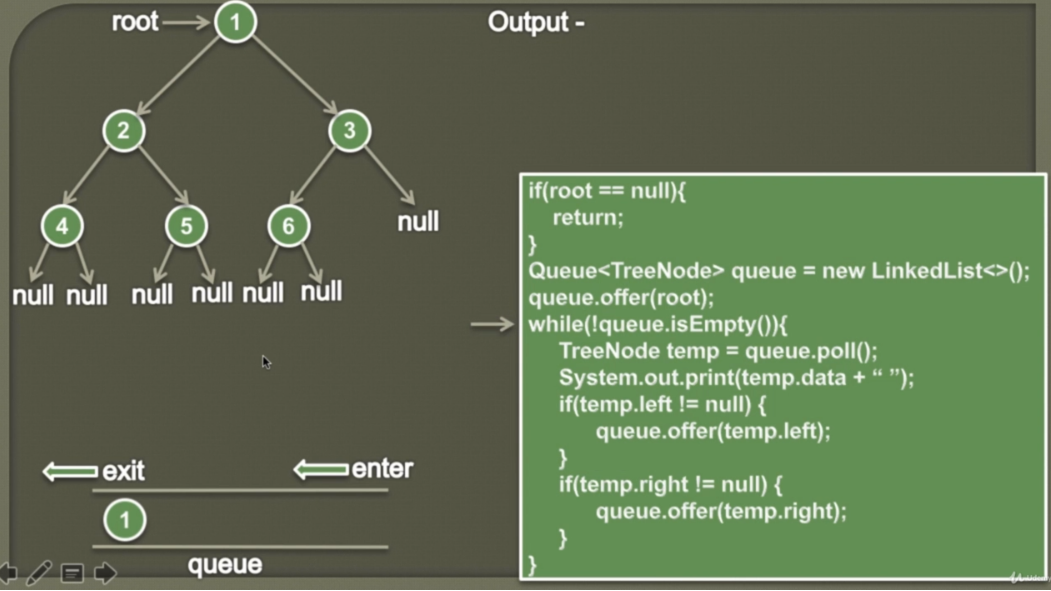 root
1
Output -
2
3
4
5
6
null
null null null null null null
if(root == null){
return;
}
Queue<TreeNode> queue = new LinkedList<>();
queue.offer(root);
while(!queue.isEmpty()){
TreeNode temp = queue.poll();
System.out.print(temp.data + “ ”);
if(temp.left != null) {
queue.offer(temp.left);
}
if(temp.right != null) {
queue.offer(temp.right);
}
}
exit
enter
1
queue
Udemy